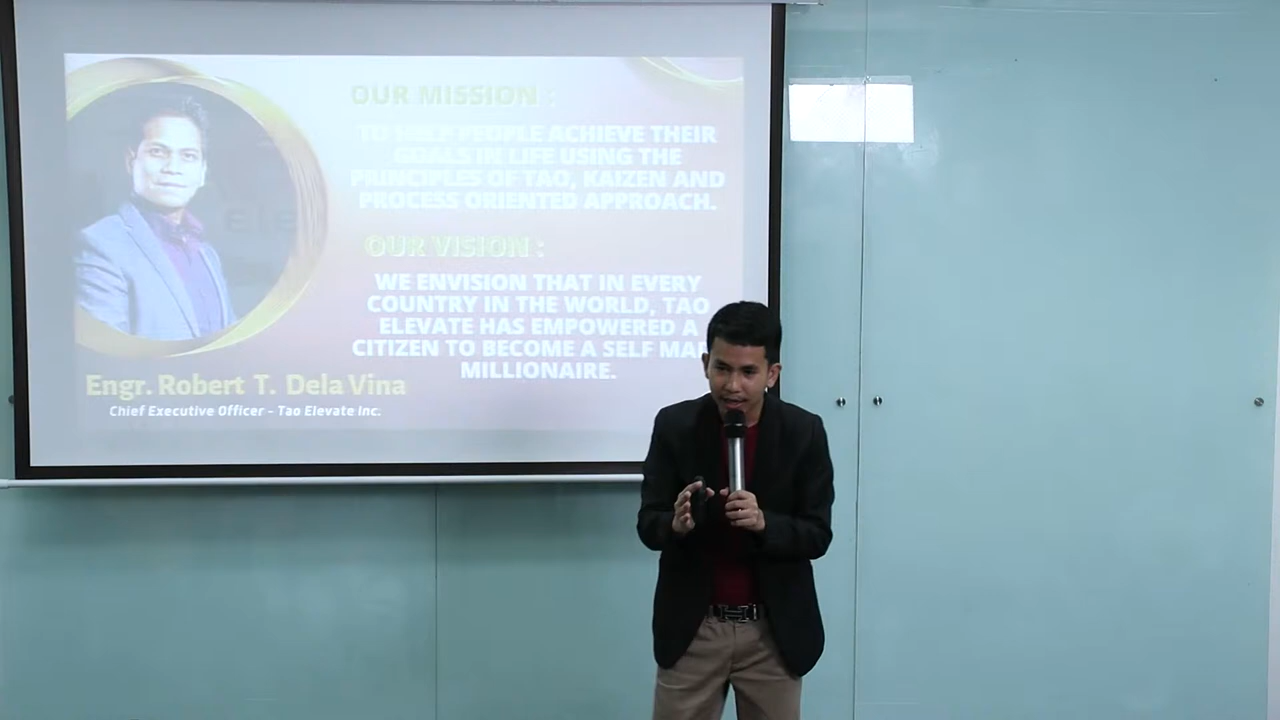 OUR MISSION :
TO HELP PEOPLE ACHIEVE THEIR
GOALS IN LIFE USING THE
PRINCIPLES OF TAO, KAIZEN AND
PROCESS ORIENTED APPROACH.
OUR VISION :
WE ENVISION THAT IN EVERY
COUNTRY IN THE WORLD, TAO
ELEVATE HAS EMPOWERED A
CITIZEN TO BECOME A SELF
MILLIONAIRE.
Engr. Robert T. Dela Vina
Chief Executive Officer - Tao Elevate Inc.